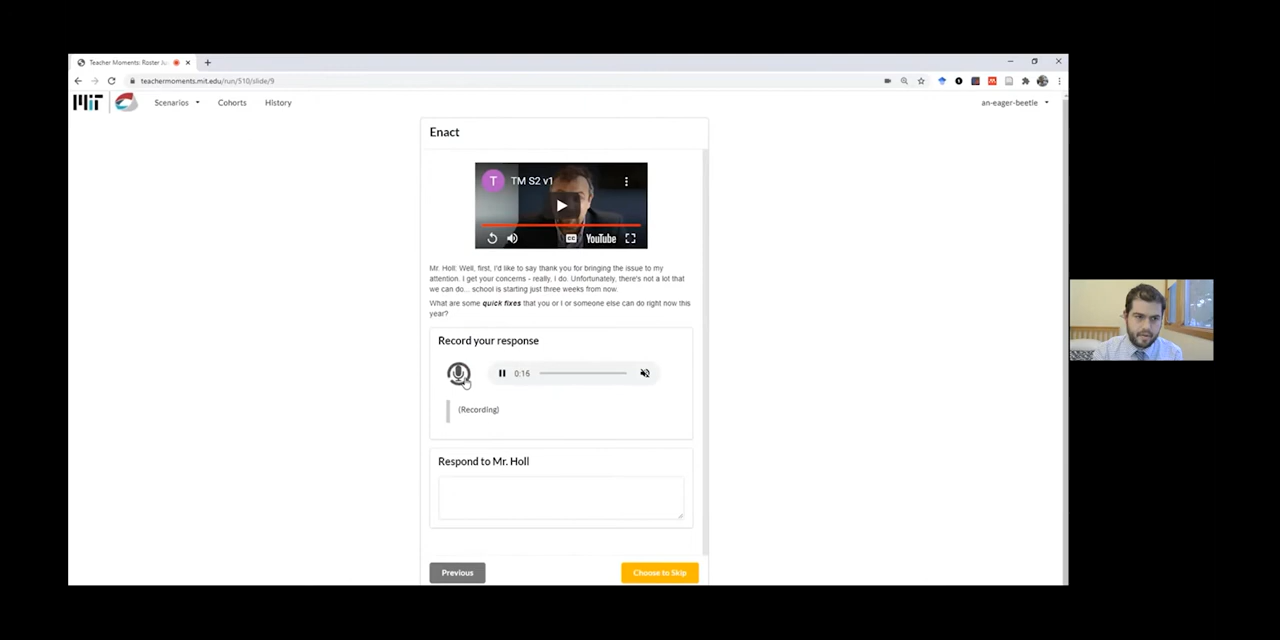 Teacher Moments: Roster Ju
teachermoments.mit.edu/run/510/slide/9
MIT
Scenarios
Cohorts
History
an-eager-beetle
Enact
T
TM S2 v1
CC
YouTube
Mr. Holl: Well, first, I'd like to say thank you for bringing the issue to my
attention. I get your concerns - really, I do. Unfortunately, there's not a lot that
we can do... school is starting just three weeks from now.
What are some quick fixes that you or I or someone else can do right now this
year?
Record your response
0:16
(Recording)
Respond to Mr. Holl
Previous
Choose to Skip